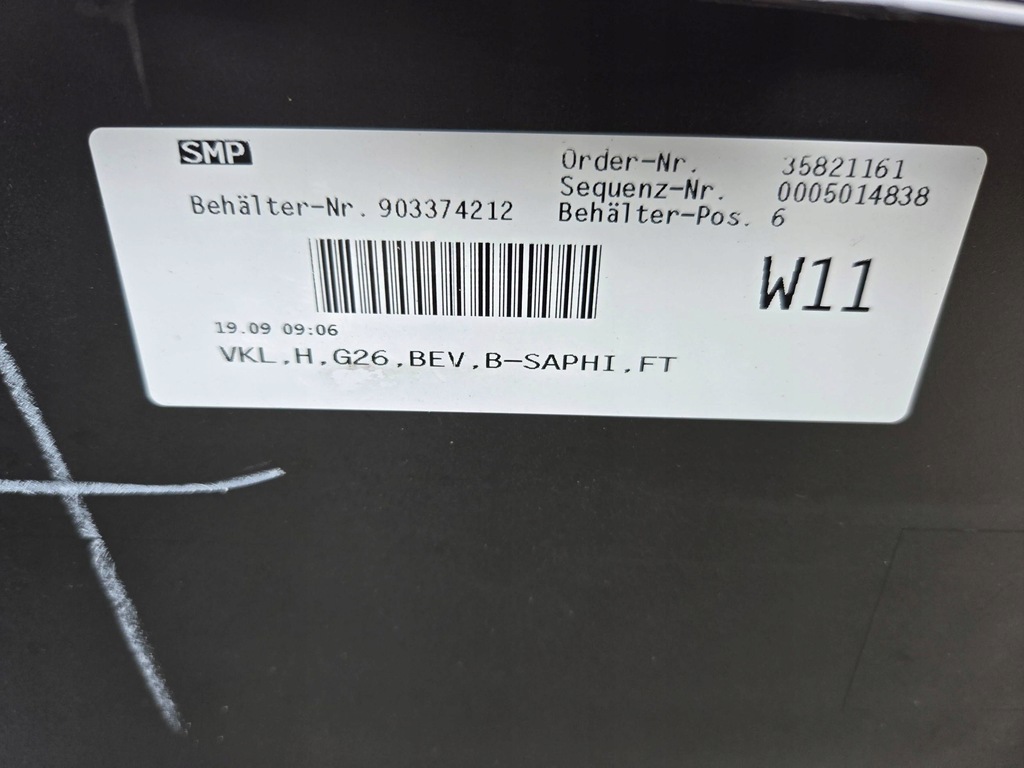 SMP
Order-Nr. 35821161
Sequenz-Nr. 0005014838
Behälter-Nr. 903374212 Behälter-Pos. 6
W11
19.09 09:06
VKL,H,G26,BEV,B-SAPHI,FT